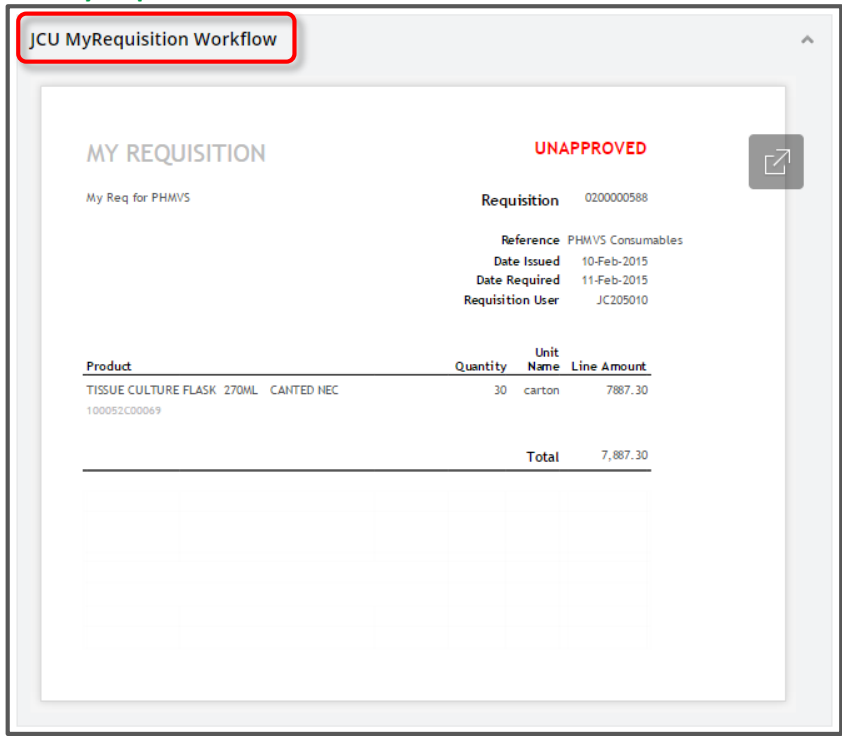 JCU MyRequisition Workflow
MY REQUISITION
UNAPPROVED
My Req for PHMVS
Requisition 0200000588
Reference PHMVS Consumables
Date Issued 10-Feb-2015
Date Required 11-Feb-2015
Requisition User JC205010
Product Quantity Unit Name Line Amount
TISSUE CULTURE FLASK 270ML CANTED NEC 30 carton 7887.30
100052C00069
Total 7,887.30